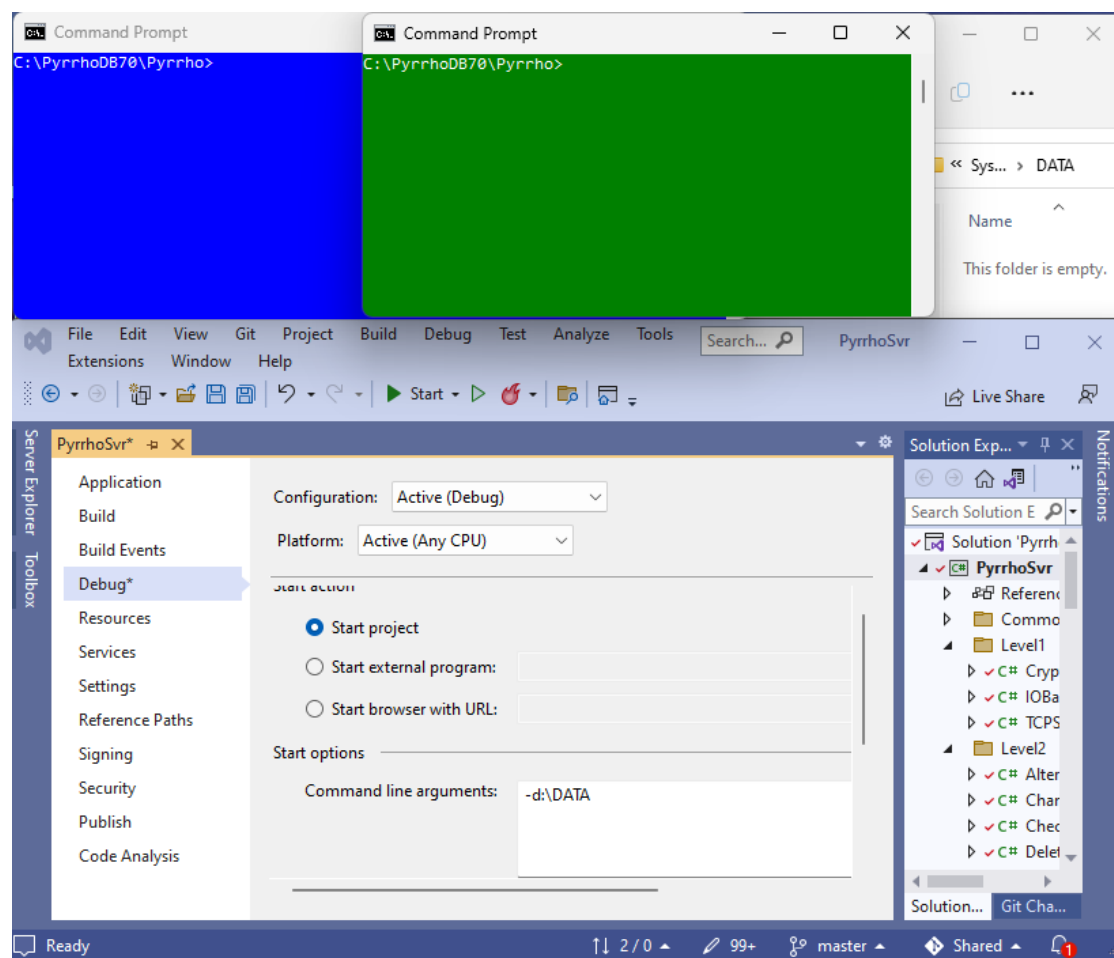 Command Prompt
C:\PyrrhoDB70\Pyrrho>
Command Prompt
C:\PyrrhoDB70\Pyrrho>
« Sys... > DATA
Name
This folder is empty.
File Edit View Git Project Build Debug Test Analyze Tools
Search...
PyrrhoSvr
Extensions Window Help
Start
Live Share
Server Explorer
Toolbox
PyrrhoSvr*
Application
Build
Build Events
Debug*
Resources
Services
Settings
Reference Paths
Signing
Security
Publish
Code Analysis
Configuration: Active (Debug)
Platform: Active (Any CPU)
Start action
Start project
Start external program:
Start browser with URL:
Start options
Command line arguments: -d:\DATA
Solution Exp...
Search Solution E
Solution 'Pyrrh
C# PyrrhoSvr
Referenc
Commo
Level1
C# Cryp
C# IOBa
C# TCPS
Level2
C# Alter
C# Char
C# Chec
C# Delet
Solution... Git Cha...
Notifications
Ready
2 / 0
99+
master
Shared
1